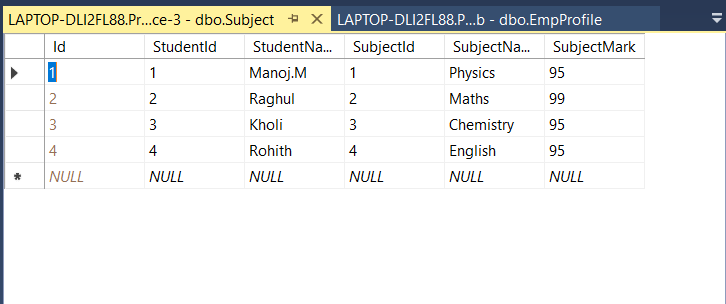 LAPTOP-DLI2FL88.Pr...ce-3 - dbo.Subject LAPTOP-DLI2FL88.P...b - dbo.EmpProfile
Id StudentId StudentNa... SubjectId SubjectNa... SubjectMark
1 1 Manoj.M 1 Physics 95
2 2 Raghul 2 Maths 99
3 3 Kholi 3 Chemistry 95
4 4 Rohith 4 English 95
NULL NULL NULL NULL NULL NULL